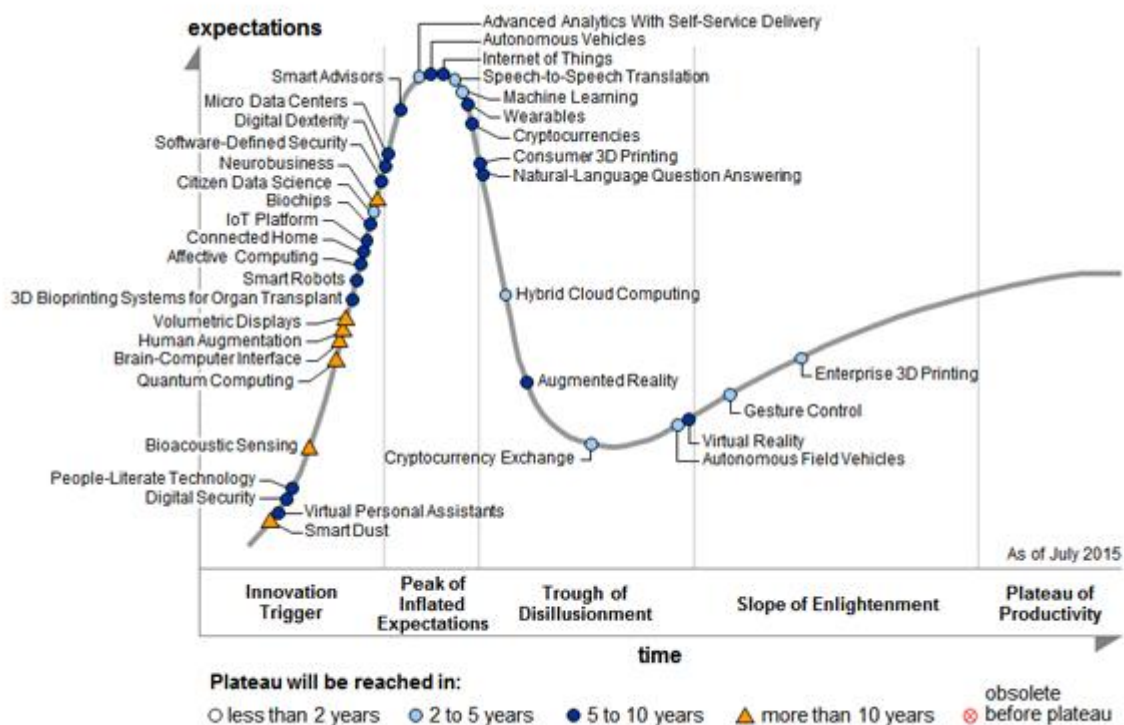 expectations
Advanced Analytics With Self-Service Delivery
Autonomous Vehicles
Internet of Things
Speech-to-Speech Translation
Machine Learning
Wearables
Cryptocurrencies
Consumer 3D Printing
Natural-Language Question Answering
Smart Advisors
Micro Data Centers
Digital Dexterity
Software-Defined Security
Neurobusiness
Citizen Data Science
Biochips
IoT Platform
Connected Home
Affective Computing
Smart Robots
3D Bioprinting Systems for Organ Transplant
Volumetric Displays
Human Augmentation
Brain-Computer Interface
Quantum Computing
Bioacoustic Sensing
People-Literate Technology
Digital Security
Virtual Personal Assistants
Smart Dust
Hybrid Cloud Computing
Augmented Reality
Cryptocurrency Exchange
Enterprise 3D Printing
Gesture Control
Virtual Reality
Autonomous Field Vehicles
As of July 2015
Innovation
Trigger
Peak of
Inflated
Expectations
Trough of
Disillusionment
Slope of Enlightenment
Plateau of
Productivity
time
Plateau will be reached in:
less than 2 years
2 to 5 years
5 to 10 years
more than 10 years
obsolete
before plateau